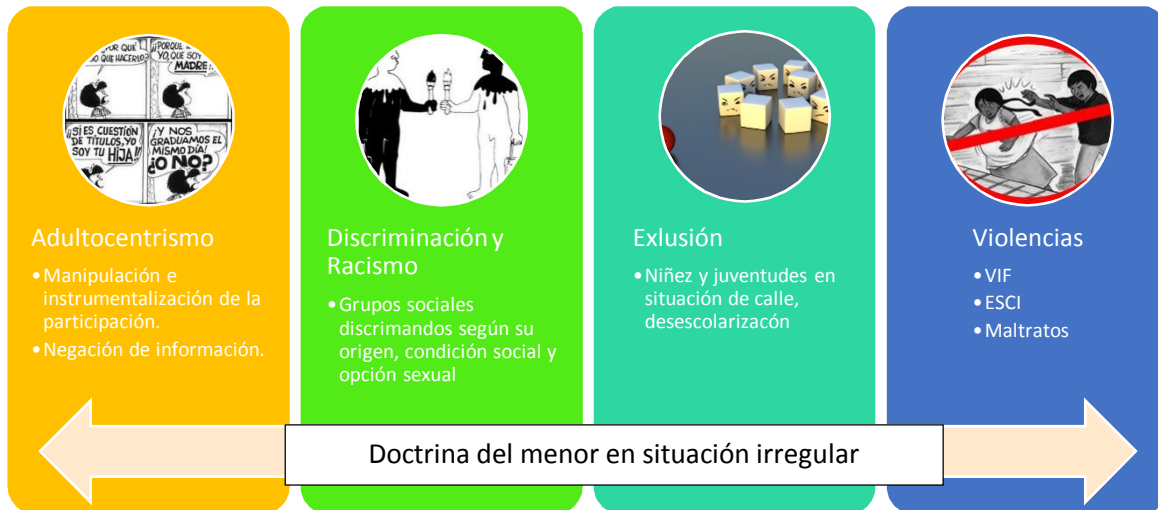 POR QUÉ
QUE HACERLO?
¡PORQUE
YO, QUE SOY
MADRE!
¡SI ES CUESTIÓN
DE TÍTULOS, YO
SOY TU HIJA!!
¡Y NOS
GRADUAMOS EL
MISMO DÍA!
¿O NO?
Adultocentrismo
•Manipulación e
instrumentalización de la
participación.
•Negación de información.
Discriminación y
Racismo
•Grupos sociales
discrimandos según su
origen, condición social y
opción sexual
Exlusión
•Niñez y juventudes en
situación de calle,
desescolarizacón
Violencias
•VIF
•ESCI
•Maltratos
Doctrina del menor en situación irregular